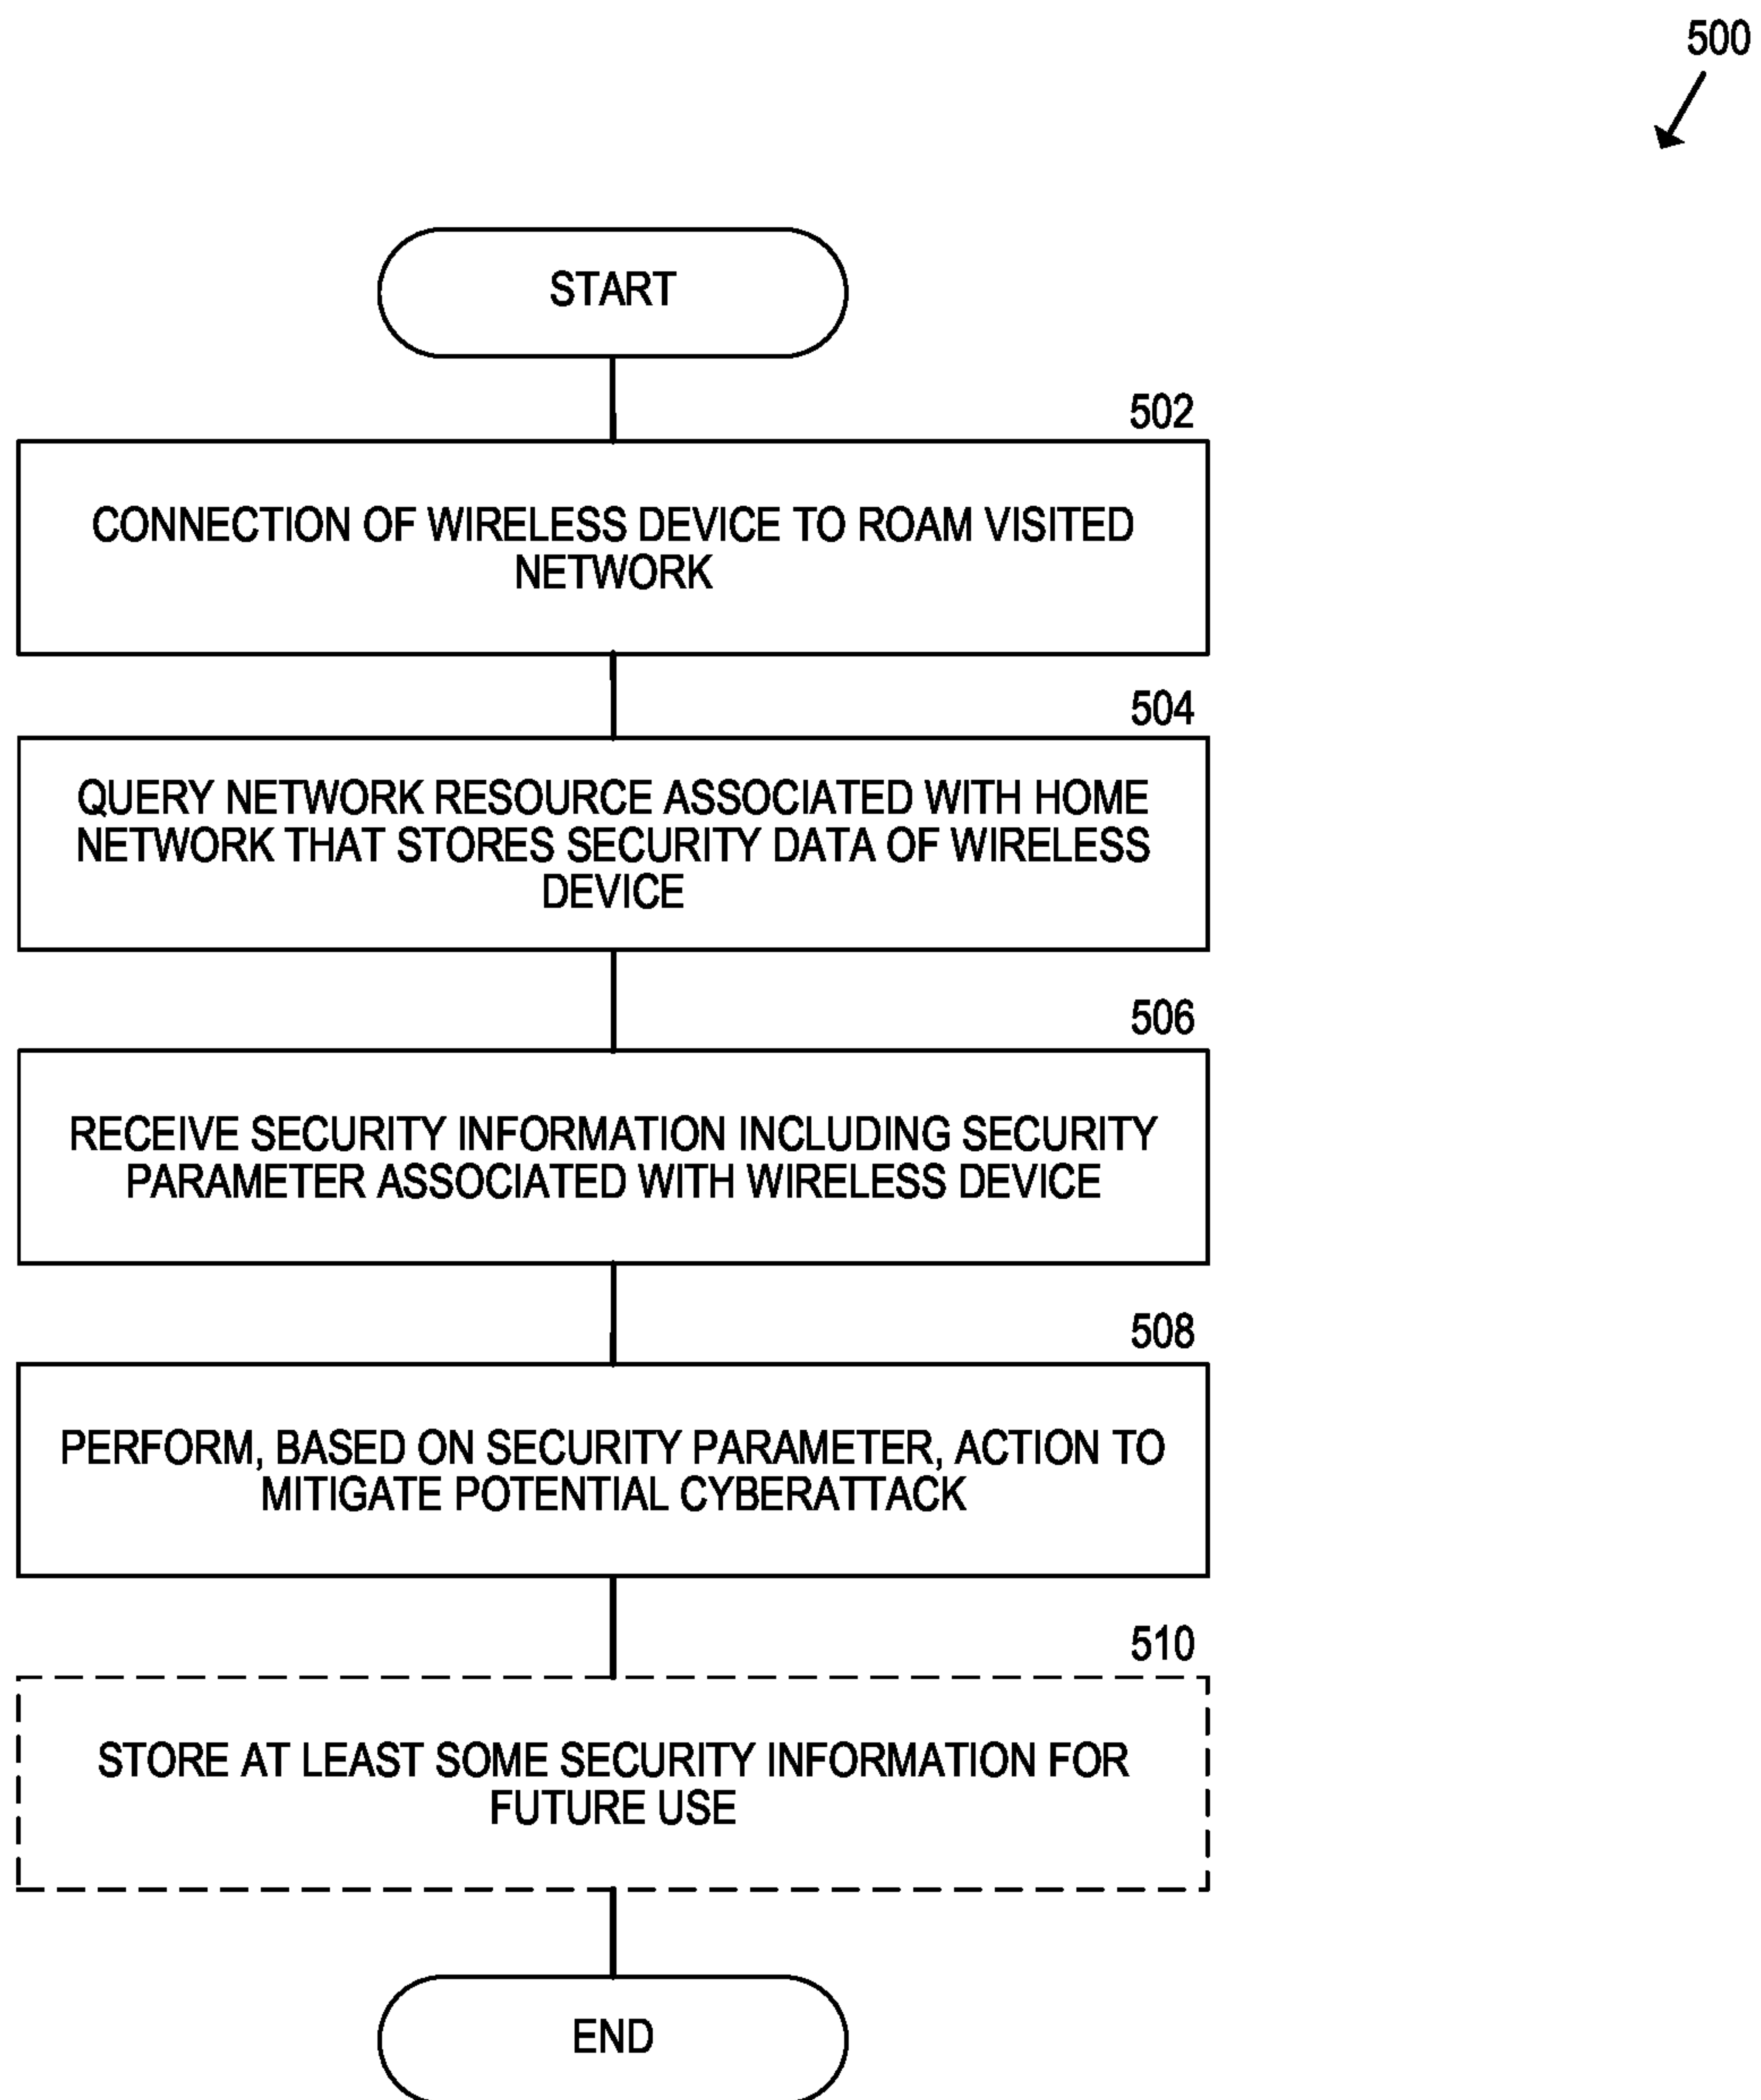 500
START
502
CONNECTION OF WIRELESS DEVICE TO ROAM VISITED
NETWORK
504
QUERY NETWORK RESOURCE ASSOCIATED WITH HOME
NETWORK THAT STORES SECURITY DATA OF WIRELESS
DEVICE
506
RECEIVE SECURITY INFORMATION INCLUDING SECURITY
PARAMETER ASSOCIATED WITH WIRELESS DEVICE
508
PERFORM, BASED ON SECURITY PARAMETER, ACTION TO
MITIGATE POTENTIAL CYBERATTACK
510
STORE AT LEAST SOME SECURITY INFORMATION FOR
FUTURE USE
END